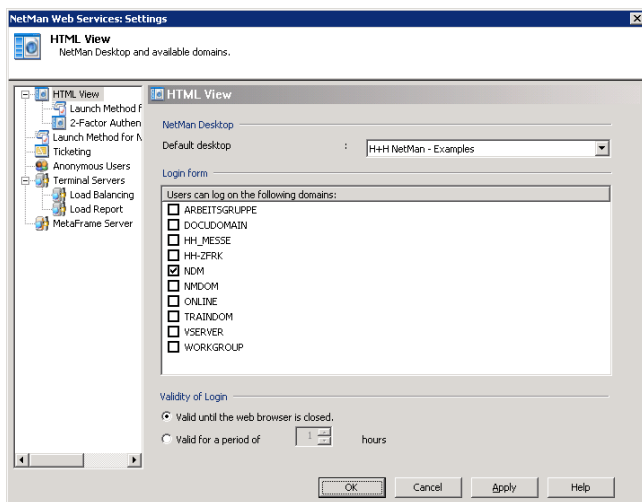 NetMan Web Services: Settings
HTML View
NetMan Desktop and available domains.
HTML View
Launch Method f
2-Factor Authen
Launch Method for N
Ticketing
Anonymous Users
Terminal Servers
Load Balancing
Load Report
MetaFrame Server
HTML View
NetMan Desktop
Default desktop : H+H NetMan - Examples
Login form
Users can log on the following domains:
ARBEITSGRUPPE
DOCUDOMAIN
HH_MESSE
HH-ZFRK
NDM
NMDOM
ONLINE
TRAINDOM
VSERVER
WORKGROUP
Validity of Login
Valid until the web browser is closed.
Valid for a period of 1 hours
OK Cancel Apply Help